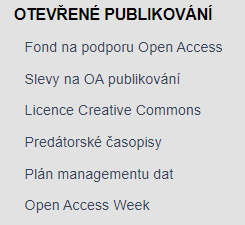 OTEVŘENÉ PUBLIKOVÁNÍ
Fond na podporu Open Access
Slevy na OA publikování
Licence Creative Commons
Predátorské časopisy
Plán managementu dat
Open Access Week